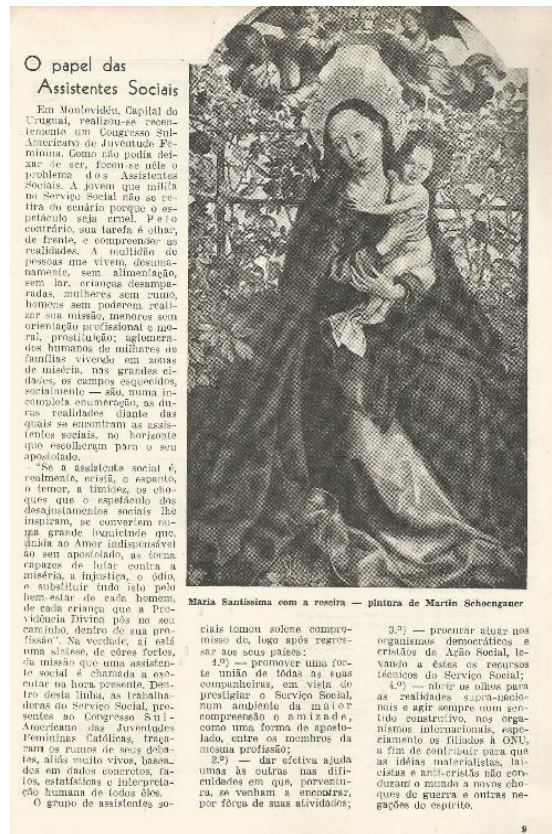 O papel das
Assistentes Sociais
Em Montevidéu, Capital do
Uruguai, realizou-se recen-
temente um Congresso Sul-
Americano de Juventude Fe-
minina. Como não podia dei-
xar de ser, focou-se nêle o
problema dos Assistentes
Sociais. A jovem que milita
no Serviço Social não se re-
tira do cenário porque o es-
petáculo seja cruel. Pelo
contrário, sua tarefa é olhar,
de frente, e compreender as
realidades. A multidão de
pessoas que vivem, desuma-
namente, sem alimentação,
sem lar, crianças desampa-
radas, mulheres sem rumo,
homens sem poderem reali-
zar sua missão, menores sem
orientação profissional e mo-
ral, prostituição; aglomera-
dos humanos de milhares de
famílias vivendo em zonas
de miséria, nas grandes ci-
dades, os campos esquecidos,
socialmente — são, numa in-
completa enumeração, as du-
ras realidades diante das
quais se encontram as assis-
tentes sociais, no horizonte
que escolheram para o seu
apostolado.
"Se a assistente social é,
realmente, cristã, o espanto,
o temor, a timidez, os cho-
ques que o espetáculo dos
desajustamentos sociais lhe
inspiram, se convertem nu-
ma grande inquietude que,
unida ao Amor indispensável
ao seu apostolado, as torna
capazes de lutar contra a
miséria, a injustiça, o ódio,
e substituir tudo isto pelo
bem-estar de cada homem,
de cada criança que a Pro-
vidência Divina pôs no seu
caminho, dentro de sua pro-
fissão". Na verdade, aí está
uma síntese, de côres fortes,
da missão que uma assisten-
te social é chamada a exe-
cutar na hora presente. Den-
tro desta linha, as trabalha-
doras do Serviço Social, pre-
sentes ao Congresso Sul-
Americano das Juventudes
Femininas Católicas, traça-
ram os rumos de seus deba-
tes, aliás muito vivos, basea-
dos em dados concretos, fa-
tos, estatísticas e interpreta-
ção humana de todos êles.
O grupo de assistentes so-
Maria Santíssima com a roseira — pintura de Martin Schoengauer
ciais tomou solene compro-
misso de, logo após regres-
sar aos seus países:
1.º) — promover uma for-
te união de tôdas as suas
companheiras, em vista de
prestigiar o Serviço Social,
num ambiente da maior
compreensão e amizade,
como uma forma de aposto-
lado, entre os membros da
mesma profissão;
2.º) — dar efetiva ajuda
umas às outras nas difi-
culdades em que, porventu-
ra, se venham a encontrar,
por fôrça de suas atividades;
3.º) — procurar atuar nos
organismos democráticos e
cristãos de Ação Social, le-
vando a êstes os recursos
técnicos do Serviço Social;
4.º) — abrir os olhos para
as realidades supra-nacio-
nais e agir sempre num sen-
tido construtivo, nos orga-
nismos internacionais, espe-
cialmente os filiados à ONU,
a fim de contribuir para que
as idéias materialistas, lai-
cistas e anti-cristãs não con-
duzam o mundo a novos cho-
ques de guerra e outras ne-
gações do espírito.
9